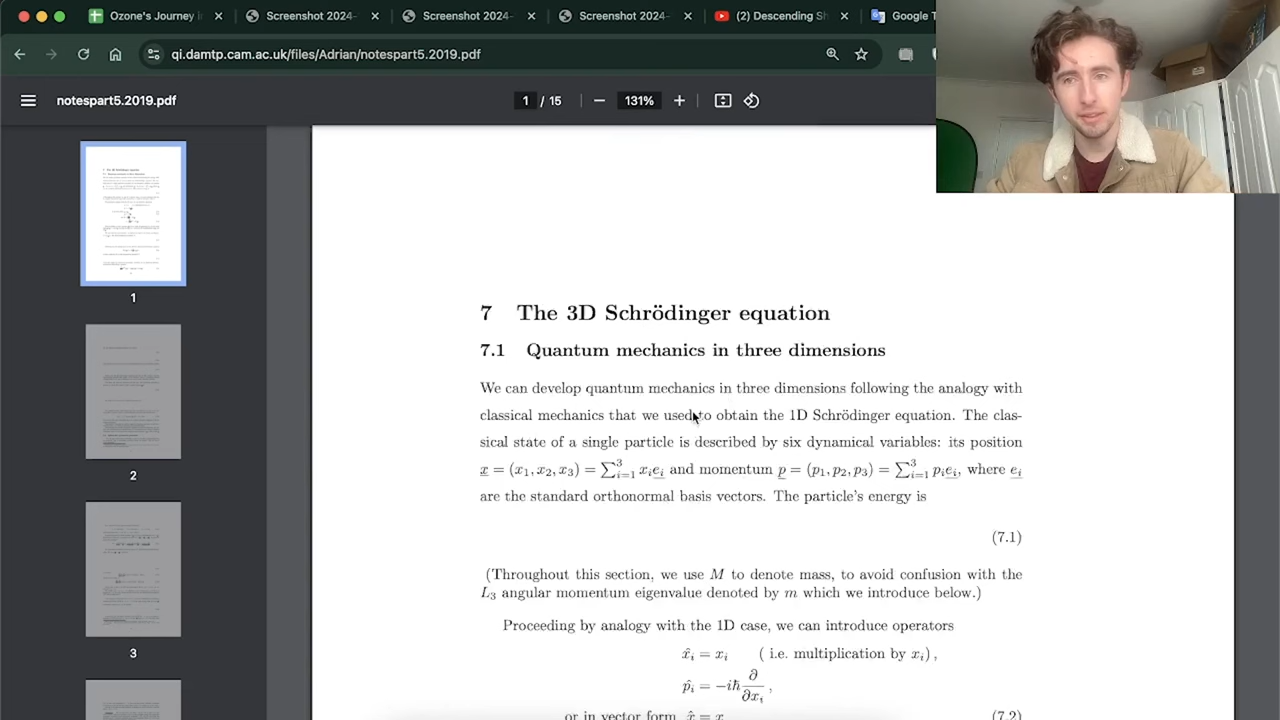 Ozone's Journey i
Screenshot 2024-
Screenshot 2024-
Screenshot 2024-
(2) Descending Sh
Google T
qi.damtp.cam.ac.uk/files/Adrian/notespart5.2019.pdf
notespart5.2019.pdf
1 / 15
131%
1
2
3
7 The 3D Schrödinger equation
7.1 Quantum mechanics in three dimensions
We can develop quantum mechanics in three dimensions following the analogy with
classical mechanics that we used to obtain the 1D Schrödinger equation. The clas-
sical state of a single particle is described by six dynamical variables: its position
x = (x₁, x₂, x₃) = ∑³ᵢ₌₁ xᵢeᵢ and momentum p = (p₁, p₂, p₃) = ∑³ᵢ₌₁ pᵢeᵢ, where eᵢ
are the standard orthonormal basis vectors. The particle's energy is
(7.1)
(Throughout this section, we use M to denote mass, to avoid confusion with the
L₃ angular momentum eigenvalue denoted by m which we introduce below.)
Proceeding by analogy with the 1D case, we can introduce operators
x̂ᵢ = xᵢ ( i.e. multiplication by xᵢ) ,
p̂ᵢ = −iħ ∂/∂xᵢ ,
or in vector form x̂ = x (7.2)